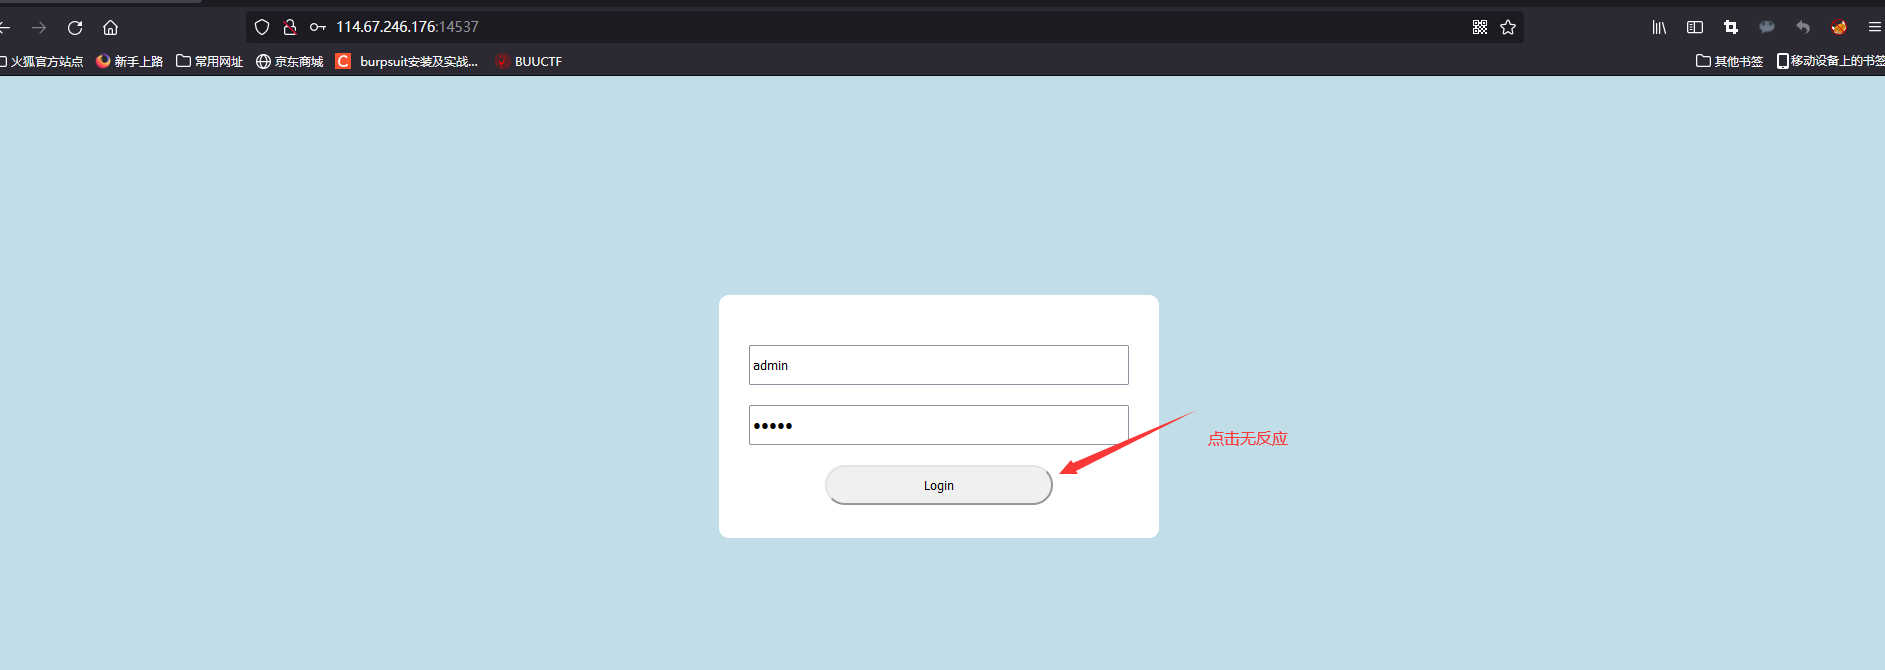 114.67.246.176:14537
火狐官方站点 新手上路 常用网址 京东商城 C burpsuit安装及实战... BUUCTF 其他书签 移动设备上的书签
admin
•••••
点击无反应
Login